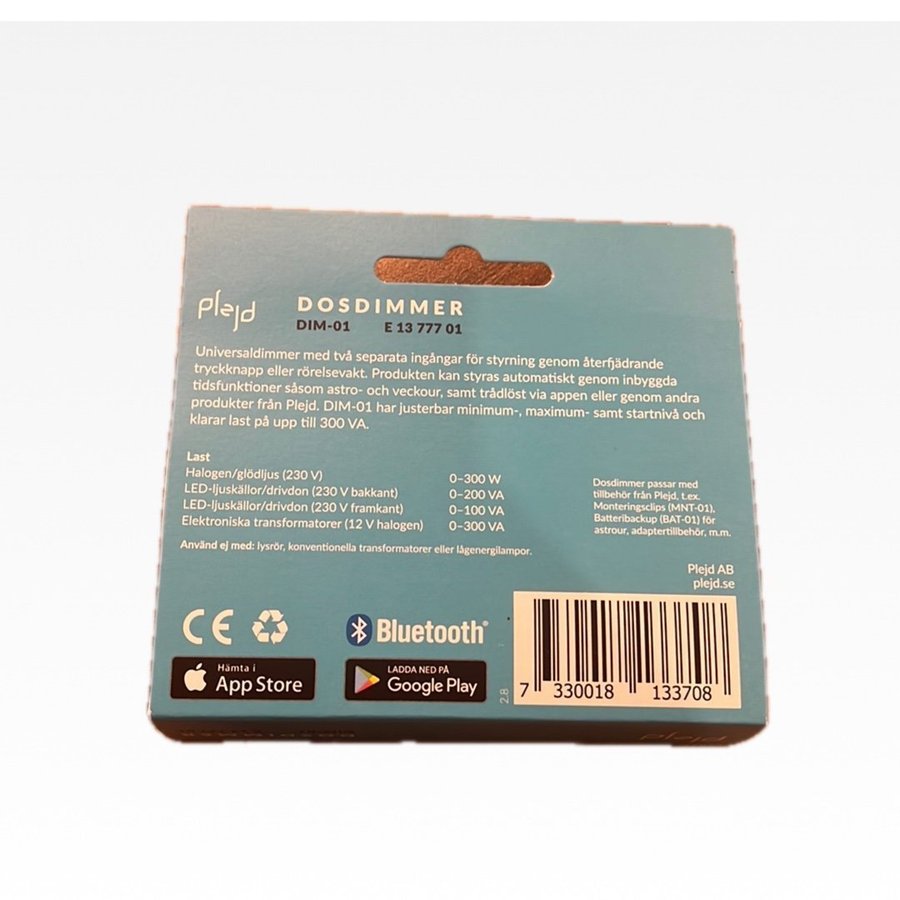 plejd
DOSDIMMER
DIM-01 E 13 777 01
Universaldimmer med två separata ingångar för styrning genom återfjädrande
tryckknapp eller rörelsevakt. Produkten kan styras automatiskt genom inbyggda
tidsfunktioner såsom astro- och veckour, samt trådlöst via appen eller genom andra
produkter från Plejd. DIM-01 har justerbar minimum-, maximum- samt startnivå och
klarar last på upp till 300 VA.
Last
Halogen/glödljus (230 V) 0–300 W
LED-ljuskällor/drivdon (230 V bakkant) 0–200 VA
LED-ljuskällor/drivdon (230 V framkant) 0–100 VA
Elektroniska transformatorer (12 V halogen) 0–300 VA
Använd ej med: lysrör, konventionella transformatorer eller lågenergilampor.
Dosdimmer passar med
tillbehör från Plejd, t.ex.
Monteringsclips (MNT-01),
Batteribackup (BAT-01) för
astrour, adaptertillbehör, m.m.
Plejd AB
plejd.se
CE
Bluetooth®
Hämta i
App Store
LADDA NED PÅ
Google Play
2.8
7 330018 133708
DOSDIMMER
plejd